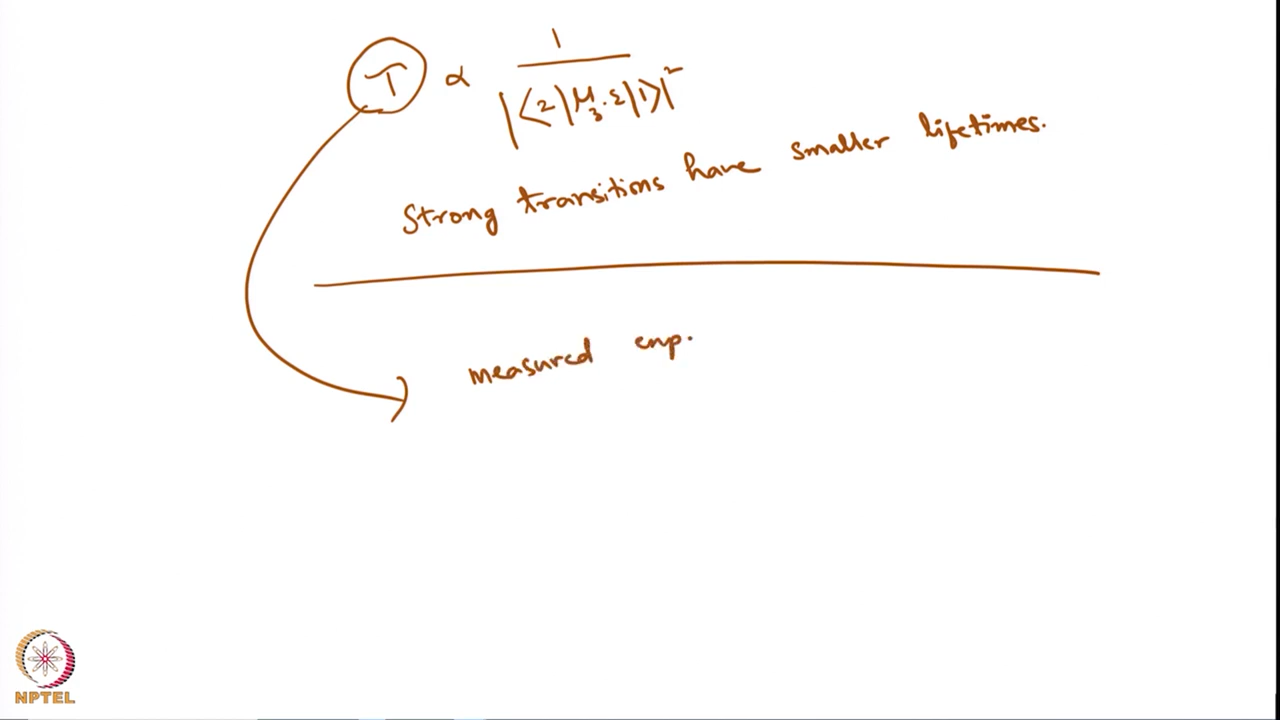 τ ∝ 1 / |⟨2|μ₃·ε|1⟩|²
Strong transitions have smaller lifetimes.
measured exp.
NPTEL